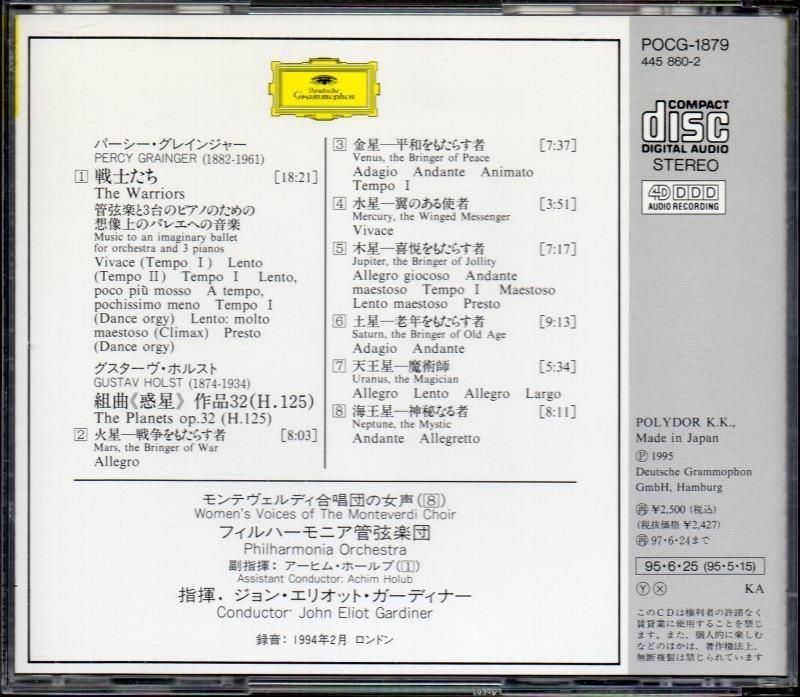 Deutsche
Grammophon
パーシー・グレインジャー
PERCY GRAINGER (1882-1961)
1 戦士たち [18:21]
The Warriors
管弦楽と3台のピアノのための
想像上のバレエへの音楽
Music to an imaginary ballet
for orchestra and 3 pianos
Vivace (Tempo I) Lento
(Tempo II) Tempo I Lento,
poco più mosso A tempo,
pochissimo meno Tempo I
(Dance orgy) Lento: molto
maestoso (Climax) Presto
(Dance orgy)
グスターヴ・ホルスト
GUSTAV HOLST (1874-1934)
組曲《惑星》 作品32(H.125)
The Planets op.32 (H.125)
2 火星—戦争をもたらす者 [8:03]
Mars, the Bringer of War
Allegro
3 金星—平和をもたらす者 [7:37]
Venus, the Bringer of Peace
Adagio Andante Animato
Tempo I
4 水星—翼のある使者 [3:51]
Mercury, the Winged Messenger
Vivace
5 木星—喜悦をもたらす者 [7:17]
Jupiter, the Bringer of Jollity
Allegro giocoso Andante
maestoso Tempo I Maestoso
Lento maestoso Presto
6 土星—老年をもたらす者 [9:13]
Saturn, the Bringer of Old Age
Adagio Andante
7 天王星—魔術師 [5:34]
Uranus, the Magician
Allegro Lento Allegro Largo
8 海王星—神秘なる者 [8:11]
Neptune, the Mystic
Andante Allegretto
モンテヴェルディ合唱団の女声(8)
Women's Voices of The Monteverdi Choir
フィルハーモニア管弦楽団
Philharmonia Orchestra
副指揮:アーヒム・ホールプ(1)
Assistant Conductor: Achim Holub
指揮.ジョン・エリオット・ガーディナー
Conductor: John Eliot Gardiner
録音:1994年2月 ロンドン
POCG-1879
445 860-2
COMPACT
disc
DIGITAL AUDIO
STEREO
4D DDD
AUDIO RECORDING
POLYDOR K.K.,
Made in Japan
Ⓟ 1995
Deutsche Grammophon
GmbH, Hamburg
再 ¥2,500 (税込)
(税抜価格 ¥2,427)
再 97・6・24まで
95・6・25 (95・5・15)
Ⓨ Ⓧ KA
このCDは権利者の許諾なく
賃貸業に使用することを禁じ
ます。また、個人的に楽しむ
などのほかは、著作権法上、
無断複製は禁じられています